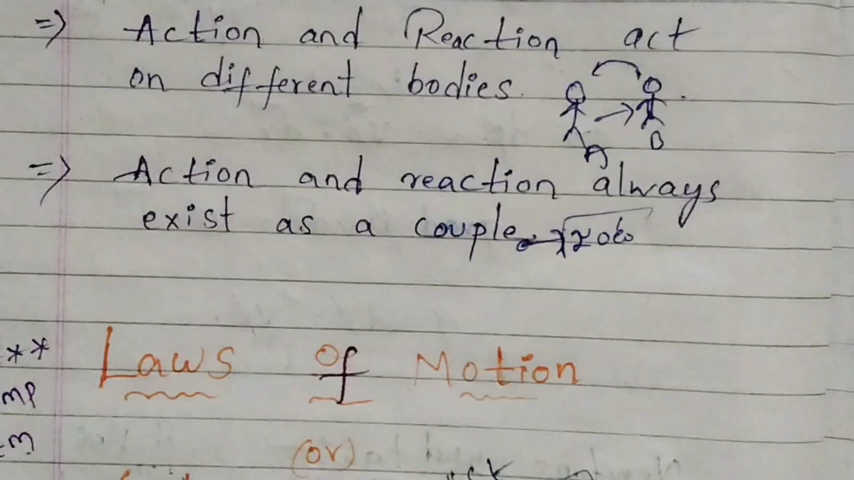 => Action and Reaction act
on different bodies.
A
B
=> Action and reaction always
exist as a couple.
** Laws of Motion
(or)